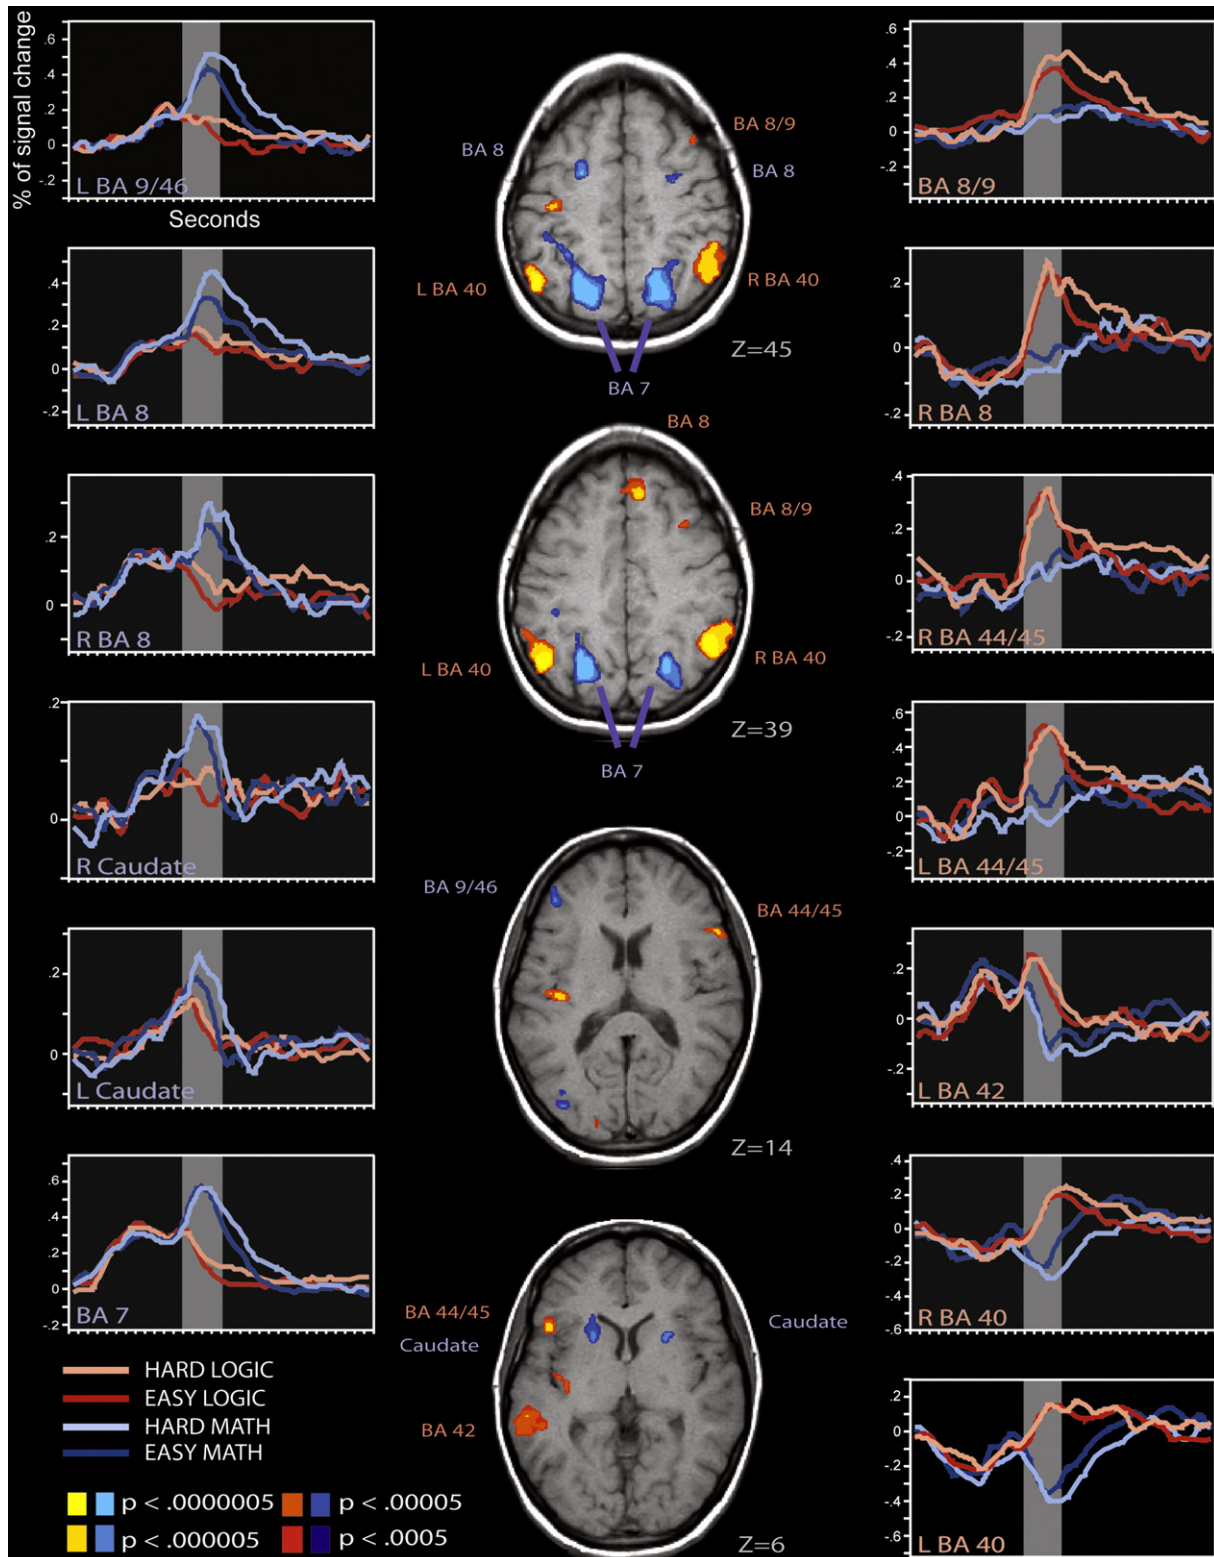 % of signal change
.6
.4
.2
0
-.2
L BA 9/46
Seconds
.4
.2
0
-.2
L BA 8
.2
0
R BA 8
.2
0
R Caudate
.2
0
L Caudate
.6
.4
.2
0
-.2
BA 7
HARD LOGIC
EASY LOGIC
HARD MATH
EASY MATH
p < .0000005
p < .00005
p < .000005
p < .0005
BA 8
BA 8/9
BA 8
L BA 40
R BA 40
Z=45
BA 7
BA 8
BA 8/9
L BA 40
R BA 40
Z=39
BA 7
BA 9/46
BA 44/45
Z=14
BA 44/45
Caudate
Caudate
BA 42
Z=6
.6
.4
.2
0
-.2
BA 8/9
.2
0
-.2
R BA 8
.4
.2
0
-.2
R BA 44/45
.6
.4
.2
0
-.2
L BA 44/45
.2
0
-.2
L BA 42
.4
.2
0
-.2
-.4
-.6
R BA 40
0.2
0
-.2
-.4
-.6
L BA 40